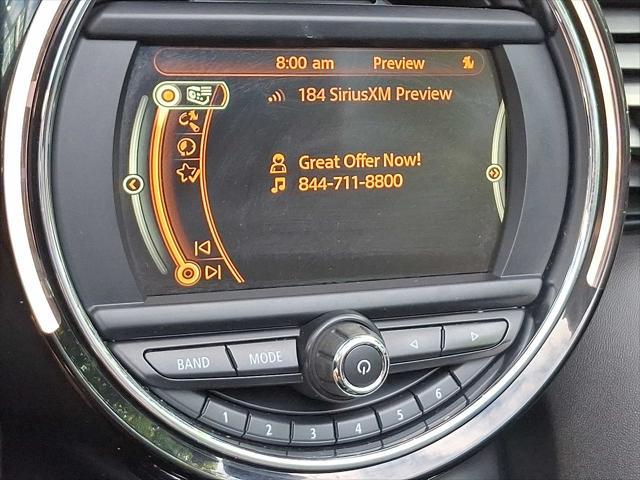 8:00 am Preview
184 SiriusXM Preview
Great Offer Now!
844-711-8800
BAND MODE
1 2 3 4 5 6